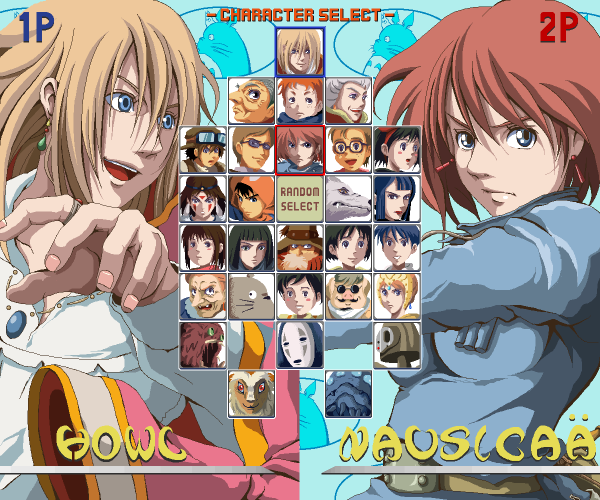 - CHARACTER SELECT -
1P
2P
RANDOM
SELECT
HOWL
NAUSICAÄ